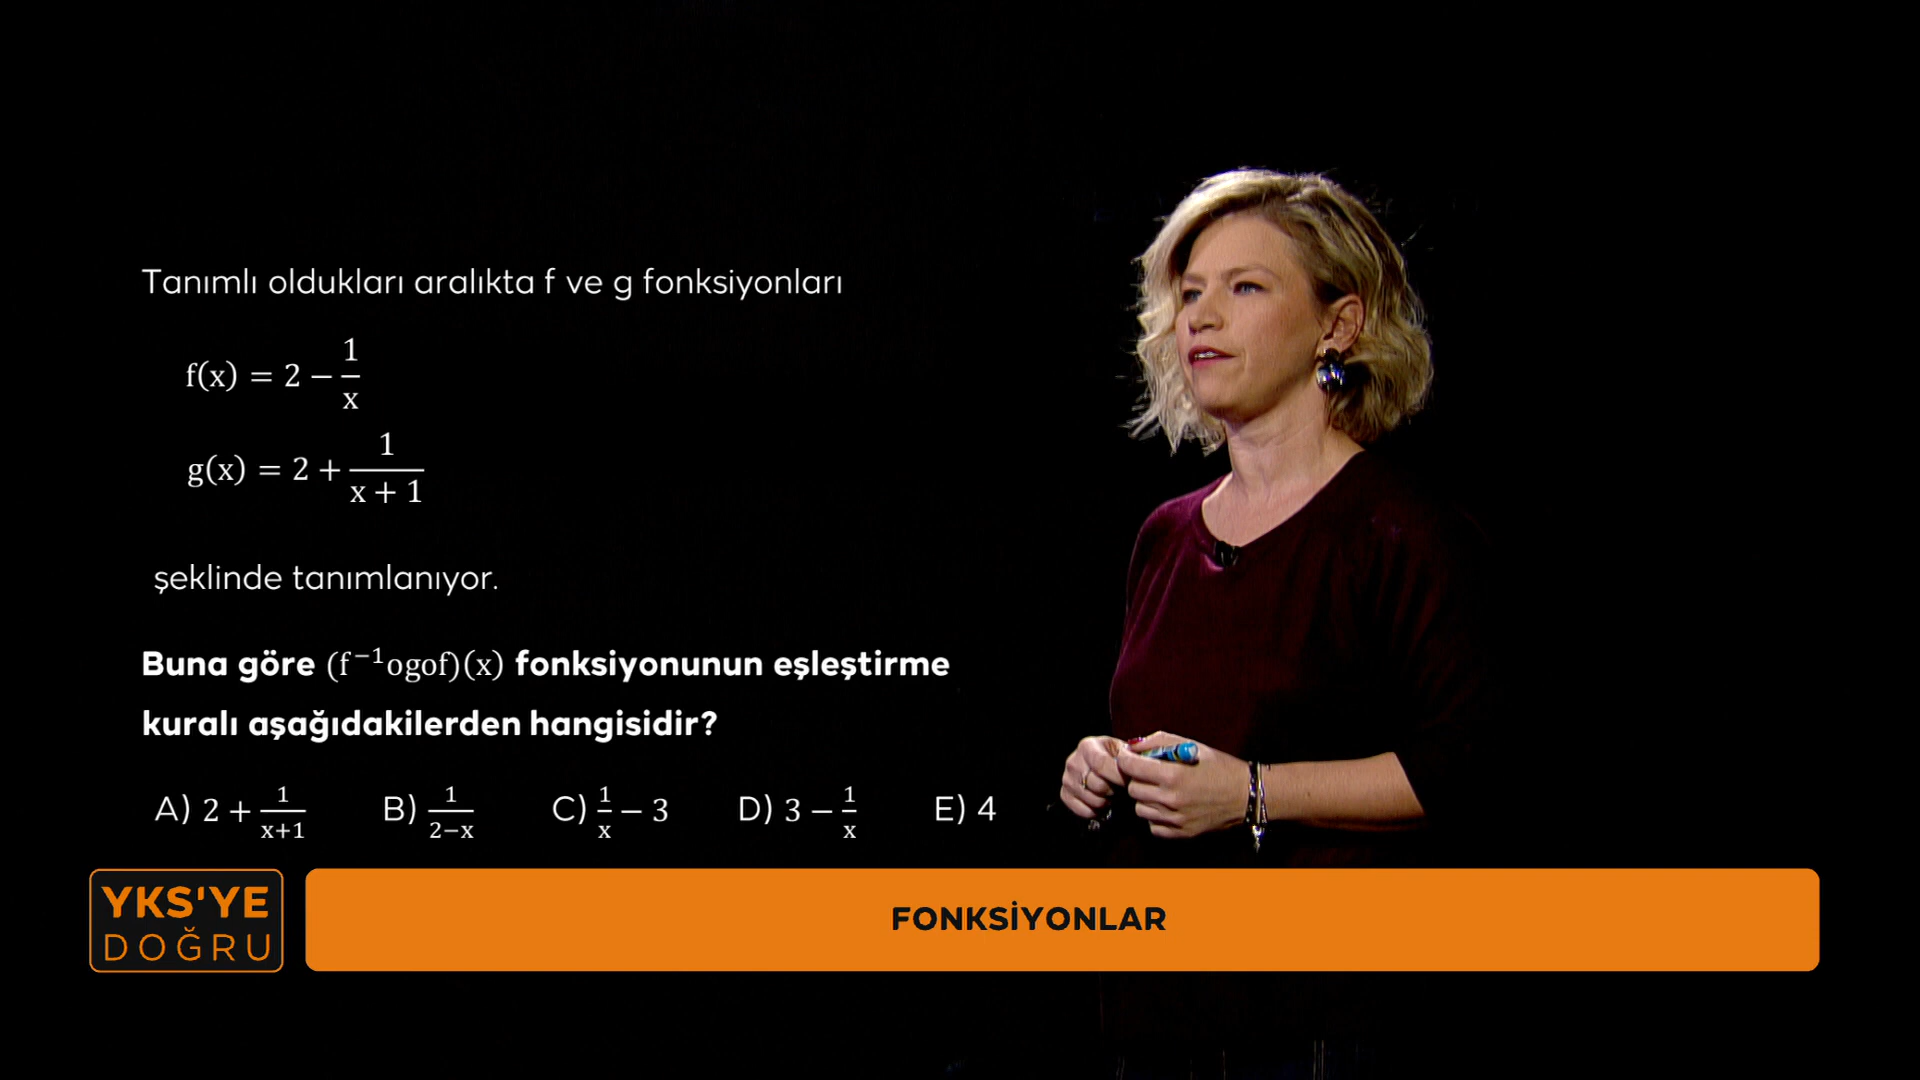 Tanımlı oldukları aralıkta f ve g fonksiyonları
f(x) = 2 − 1/x
g(x) = 2 + 1/(x + 1)
şeklinde tanımlanıyor.
Buna göre (f⁻¹ogof)(x) fonksiyonunun eşleştirme
kuralı aşağıdakilerden hangisidir?
A) 2 + 1/(x+1) B) 1/(2−x) C) 1/x − 3 D) 3 − 1/x E) 4
YKS'YE
DOĞRU
FONKSİYONLAR